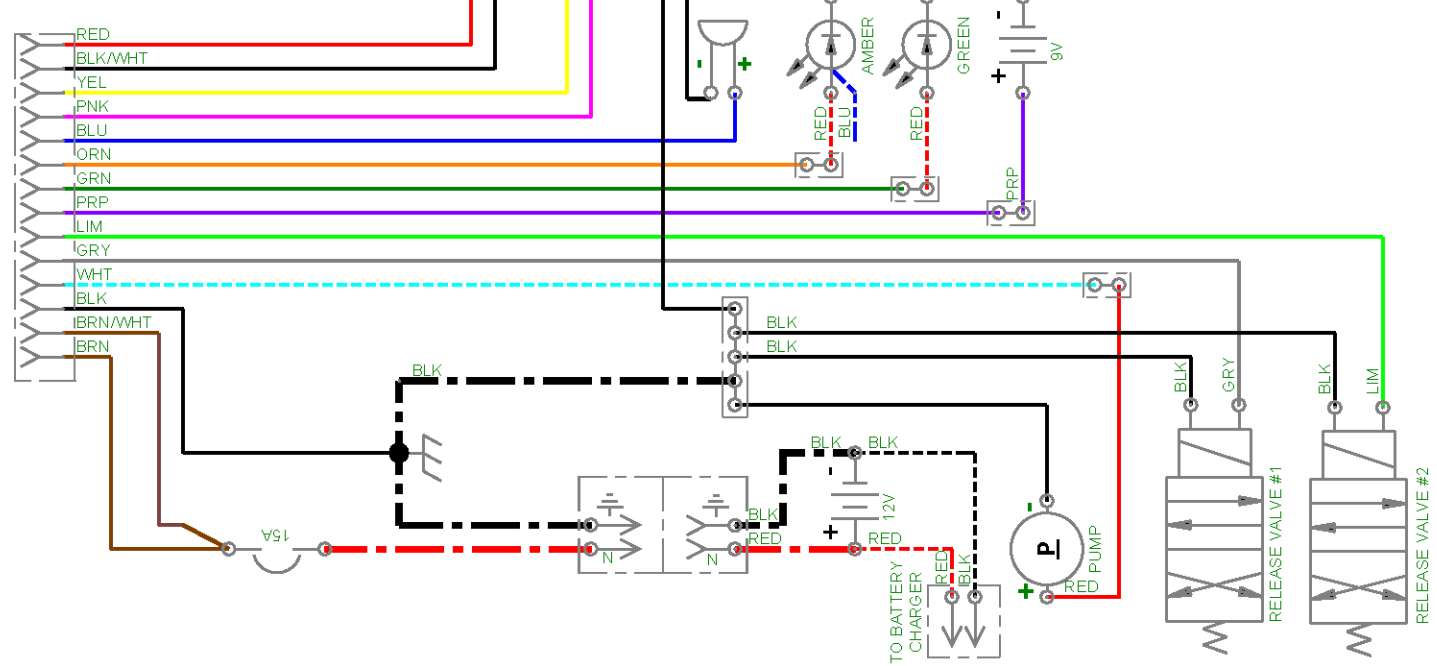 RED
BLK/WHT
YEL
PNK
BLU
ORN
GRN
PRP
LIM
GRY
WHT
BLK
BRN/WHT
BRN
-
+
AMBER
GREEN
-
+
9V
RED
BLU
RED
PRP
BLK
BLK
BLK
BLK
GRY
BLK
LIM
15A
N
N
BLK
RED
BLK
BLK
-
+
12V
RED
RED
BLK
TO BATTERY
CHARGER
-
P
+
PUMP
RED
RELEASE VALVE #1
RELEASE VALVE #2